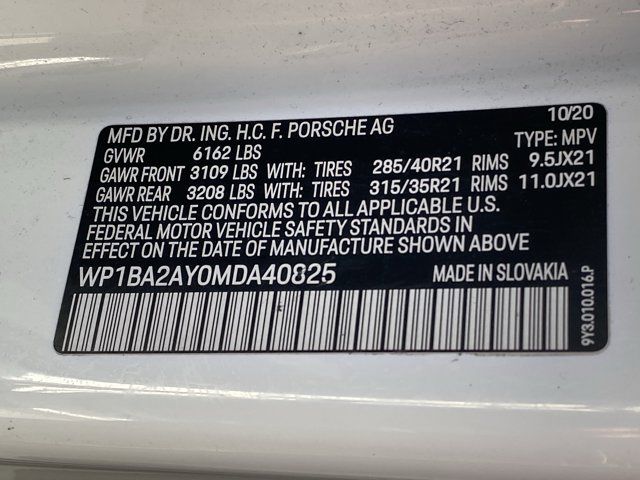 MFD BY DR. ING. H.C. F. PORSCHE AG 10/20
GVWR 6162 LBS TYPE: MPV
GAWR FRONT 3109 LBS WITH: TIRES 285/40R21 RIMS 9.5JX21
GAWR REAR 3208 LBS WITH: TIRES 315/35R21 RIMS 11.0JX21
THIS VEHICLE CONFORMS TO ALL APPLICABLE U.S.
FEDERAL MOTOR VEHICLE SAFETY STANDARDS IN
EFFECT ON THE DATE OF MANUFACTURE SHOWN ABOVE
WP1BA2AY0MDA40825 MADE IN SLOVAKIA
9Y3.010.016.P